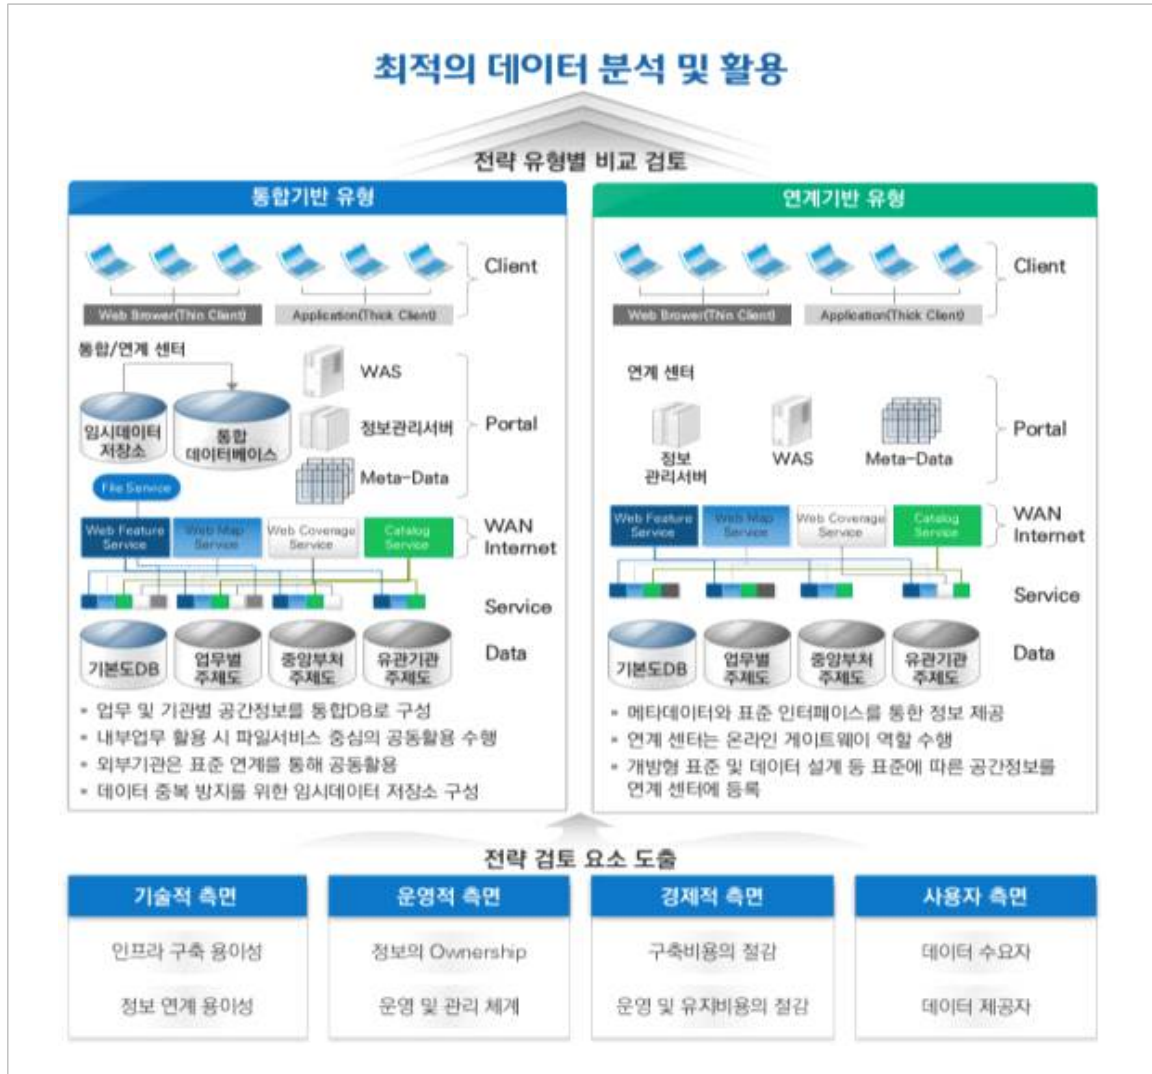 최적의 데이터 분석 및 활용
전략 유형별 비교 검토
통합기반 유형
Client
Web Brower(Thin Client)
Application(Thick Client)
통합/연계 센터
WAS
임시데이터
저장소
통합
데이터베이스
정보관리서버
Portal
Meta-Data
File Service
Web Feature
Service
Web Map
Service
Web Coverage
Service
Catalog
Service
WAN
Internet
Service
기본도DB
업무별
주제도
중앙부처
주제도
유관기관
주제도
Data
• 업무 및 기관별 공간정보를 통합DB로 구성
• 내부업무 활용 시 파일서비스 중심의 공동활용 수행
• 외부기관은 표준 연계를 통해 공동활용
• 데이터 중복 방지를 위한 임시데이터 저장소 구성
연계기반 유형
Client
Web Brower(Thin Client)
Application(Thick Client)
연계 센터
정보
관리서버
WAS
Meta-Data
Portal
Web Feature
Service
Web Map
Service
Web Coverage
Service
Catalog
Service
WAN
Internet
Service
기본도DB
업무별
주제도
중앙부처
주제도
유관기관
주제도
Data
• 메타데이터와 표준 인터페이스를 통한 정보 제공
• 연계 센터는 온라인 게이트웨이 역할 수행
• 개방형 표준 및 데이터 설계 등 표준에 따른 공간정보를
연계 센터에 등록
전략 검토 요소 도출
기술적 측면
인프라 구축 용이성
정보 연계 용이성
운영적 측면
정보의 Ownership
운영 및 관리 체계
경제적 측면
구축비용의 절감
운영 및 유지비용의 절감
사용자 측면
데이터 수요자
데이터 제공자